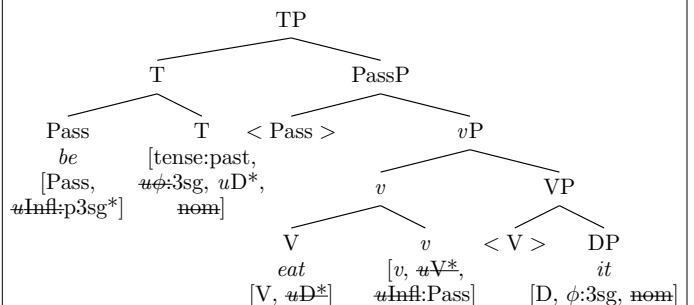 TP
T PassP
Pass T < Pass > vP
be [tense:past, v VP
[Pass, uϕ:3sg, uD*,
uInfl:p3sg*] nom] V v < V > DP
eat [v, uV*, it
[V, uD*] uInfl:Pass] [D, ϕ:3sg, nom]